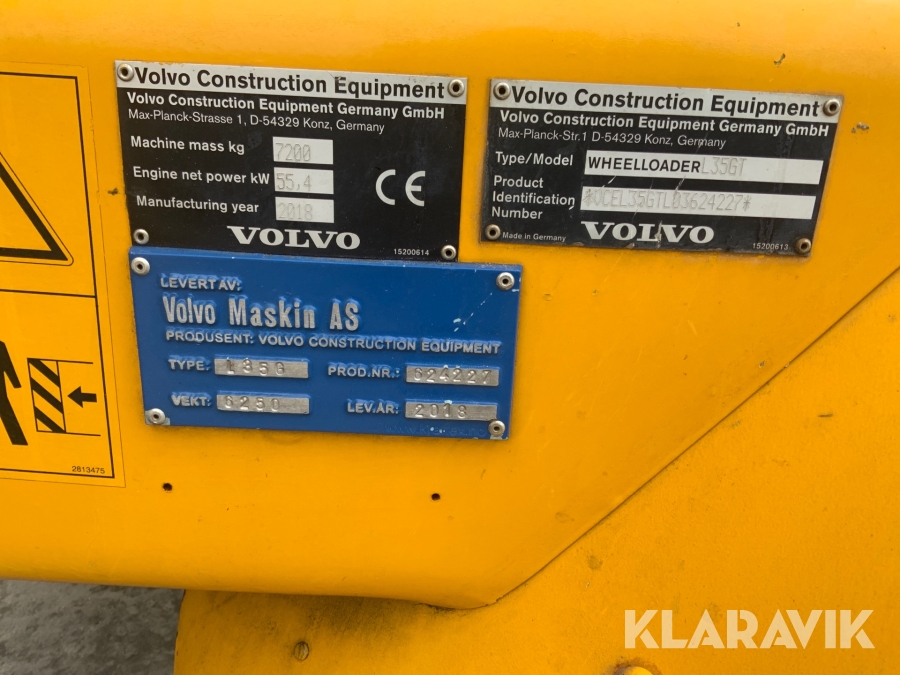 Volvo Construction Equipment
Volvo Construction Equipment Germany GmbH
Max-Planck-Strasse 1, D-54329 Konz, Germany
Machine mass kg 7200
Engine net power kW 55,4
Manufacturing year 2018
CE
VOLVO
15200614
Volvo Construction Equipment
Volvo Construction Equipment Germany GmbH
Max-Planck-Str.1 D-54329 Konz, Germany
Type/Model WHEELLOADER L35GT
Product
Identification *VCEL35GTL03624227*
Number
Made in Germany
VOLVO
15200613
LEVERT AV:
Volvo Maskin AS
PRODUSENT: VOLVO CONSTRUCTION EQUIPMENT
TYPE: L35G PROD.NR.: 624227
VEKT: 6250 LEV.ÅR: 2018
2813475
KLARAVIK